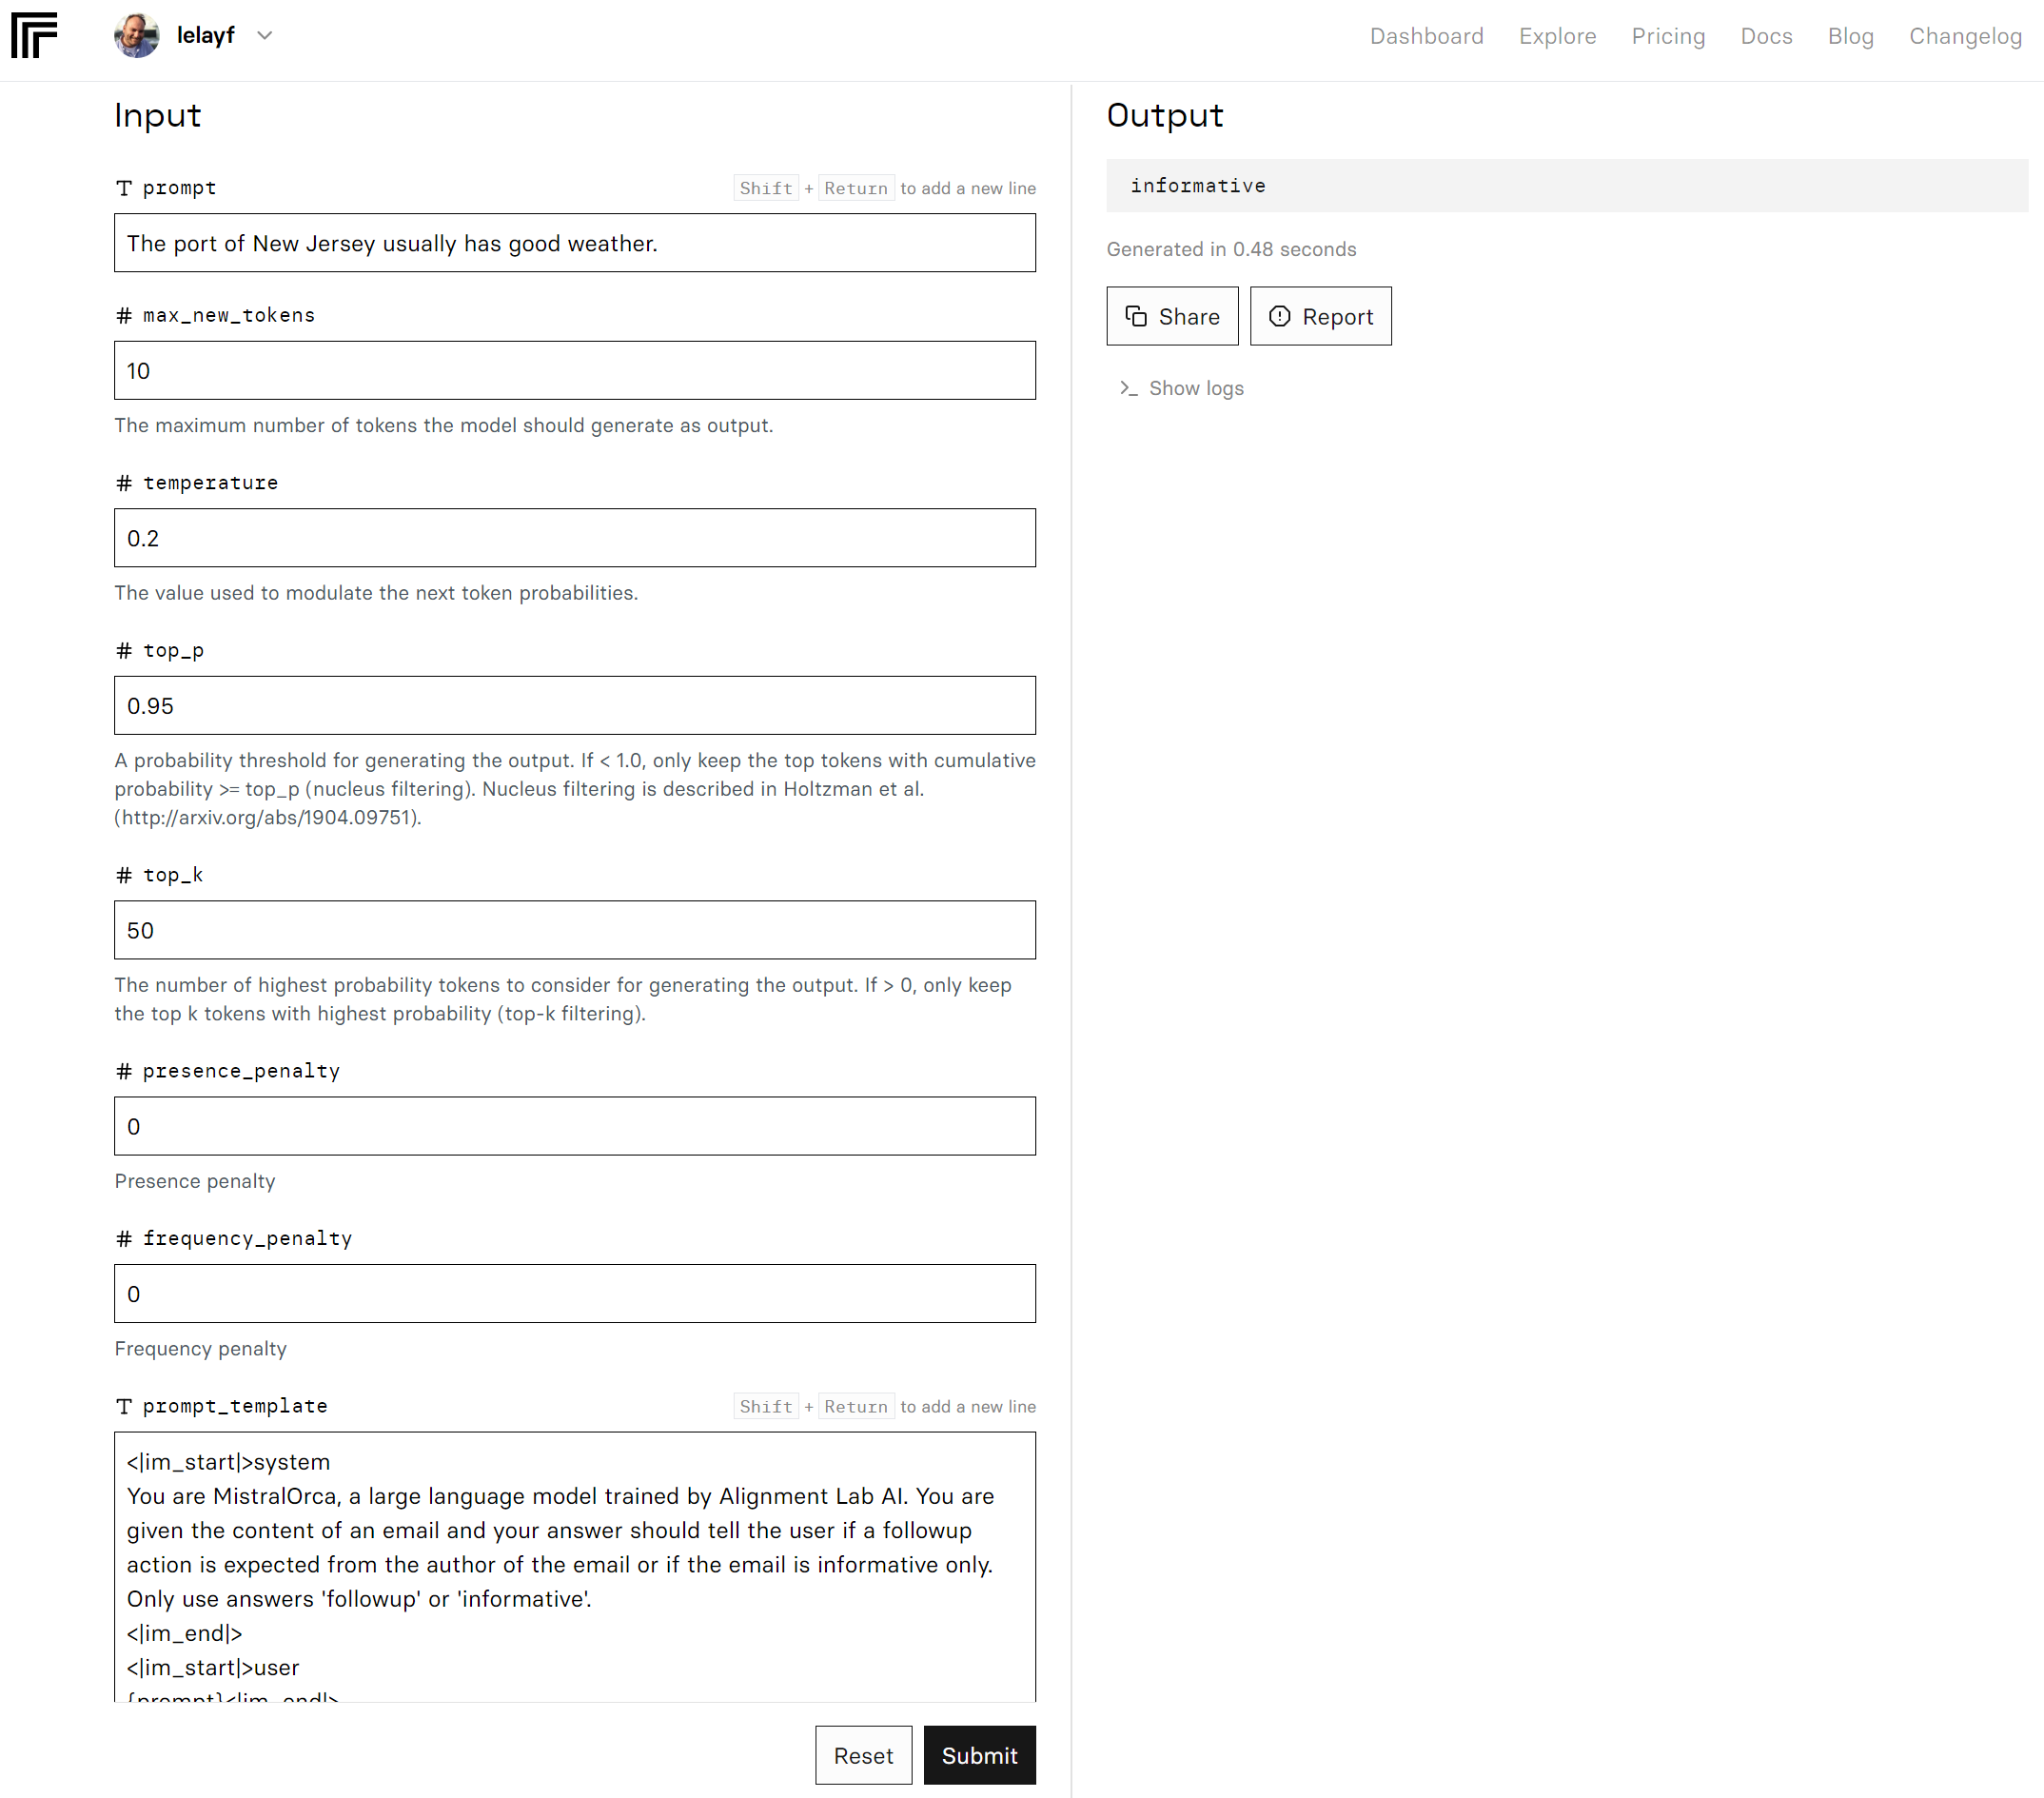 lelayf
Dashboard Explore Pricing Docs Blog Changelog
Input
prompt
Shift + Return to add a new line
The port of New Jersey usually has good weather.
# max_new_tokens
10
The maximum number of tokens the model should generate as output.
# temperature
0.2
The value used to modulate the next token probabilities.
# top_p
0.95
A probability threshold for generating the output. If < 1.0, only keep the top tokens with cumulative
probability >= top_p (nucleus filtering). Nucleus filtering is described in Holtzman et al.
(http://arxiv.org/abs/1904.09751).
# top_k
50
The number of highest probability tokens to consider for generating the output. If > 0, only keep
the top k tokens with highest probability (top-k filtering).
# presence_penalty
0
Presence penalty
# frequency_penalty
0
Frequency penalty
prompt_template
Shift + Return to add a new line
<|im_start|>system
You are MistralOrca, a large language model trained by Alignment Lab AI. You are
given the content of an email and your answer should tell the user if a followup
action is expected from the author of the email or if the email is informative only.
Only use answers 'followup' or 'informative'.
<|im_end|>
<|im_start|>user
{prompt}<|im_end|>
Reset Submit
Output
informative
Generated in 0.48 seconds
Share Report
>_ Show logs